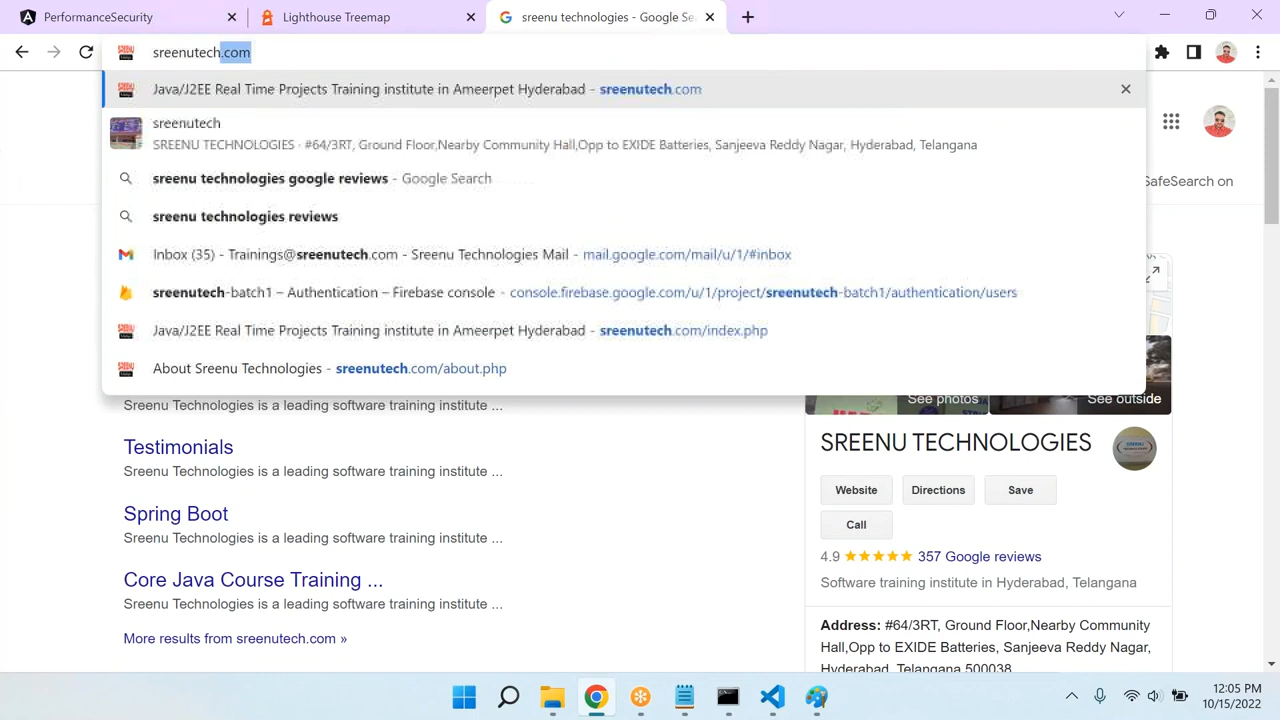 PerformanceSecurity
Lighthouse Treemap
sreenu technologies - Google Se
sreenutech.com
Java/J2EE Real Time Projects Training institute in Ameerpet Hyderabad - sreenutech.com
sreenutech
SREENU TECHNOLOGIES · #64/3RT, Ground Floor,Nearby Community Hall,Opp to EXIDE Batteries, Sanjeeva Reddy Nagar, Hyderabad, Telangana
sreenu technologies google reviews - Google Search
SafeSearch on
sreenu technologies reviews
Inbox (35) - Trainings@sreenutech.com - Sreenu Technologies Mail - mail.google.com/mail/u/1/#inbox
sreenutech-batch1 – Authentication – Firebase console - console.firebase.google.com/u/1/project/sreenutech-batch1/authentication/users
Java/J2EE Real Time Projects Training institute in Ameerpet Hyderabad - sreenutech.com/index.php
About Sreenu Technologies - sreenutech.com/about.php
Sreenu Technologies is a leading software training institute ...
Testimonials
Sreenu Technologies is a leading software training institute ...
Spring Boot
Sreenu Technologies is a leading software training institute ...
Core Java Course Training ...
Sreenu Technologies is a leading software training institute ...
More results from sreenutech.com »
See photos
See outside
SREENU TECHNOLOGIES
Website Directions Save
Call
4.9 ★★★★★ 357 Google reviews
Software training institute in Hyderabad, Telangana
Address: #64/3RT, Ground Floor,Nearby Community
Hall,Opp to EXIDE Batteries, Sanjeeva Reddy Nagar,
Hyderabad, Telangana 500038
12:05 PM
10/15/2022